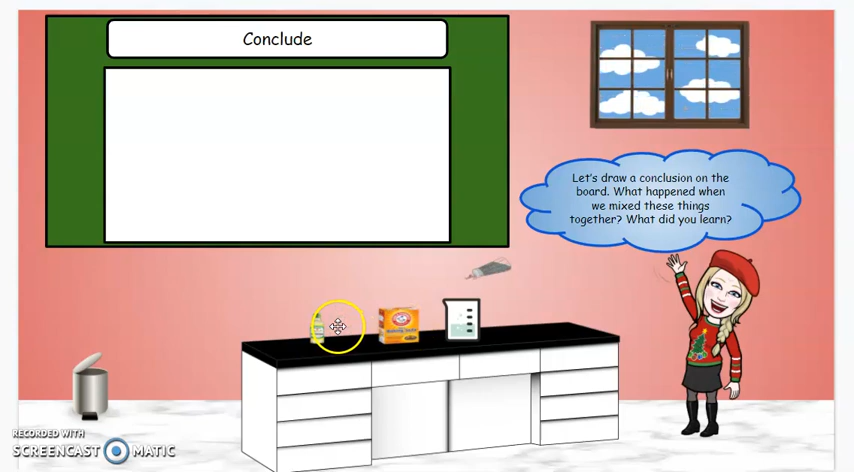 Conclude
Let's draw a conclusion on the
board. What happened when
we mixed these things
together? What did you learn?
RECORDED WITH
SCREENCAST MATIC